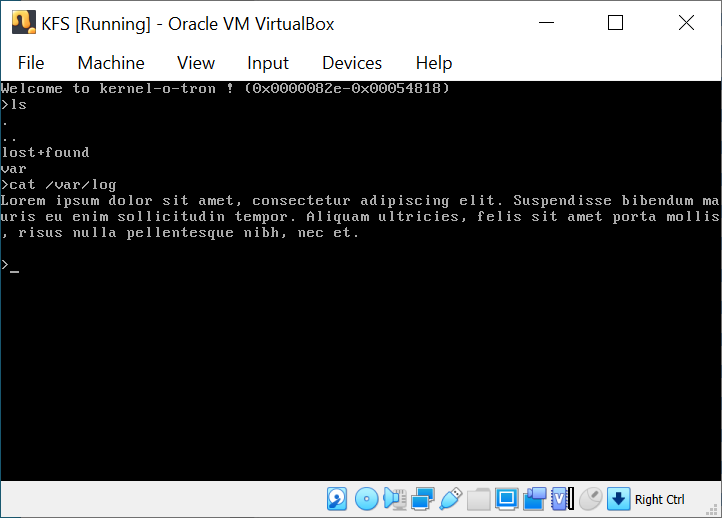 KFS [Running] - Oracle VM VirtualBox
File Machine View Input Devices Help
Welcome to kernel-o-tron ! (0x0000082e-0x00054818)
>ls
.
..
lost+found
var
>cat /var/log
Lorem ipsum dolor sit amet, consectetur adipiscing elit. Suspendisse bibendum ma
uris eu enim sollicitudin tempor. Aliquam ultricies, felis sit amet porta mollis
, risus nulla pellentesque nibh, nec et.
>_
Right Ctrl